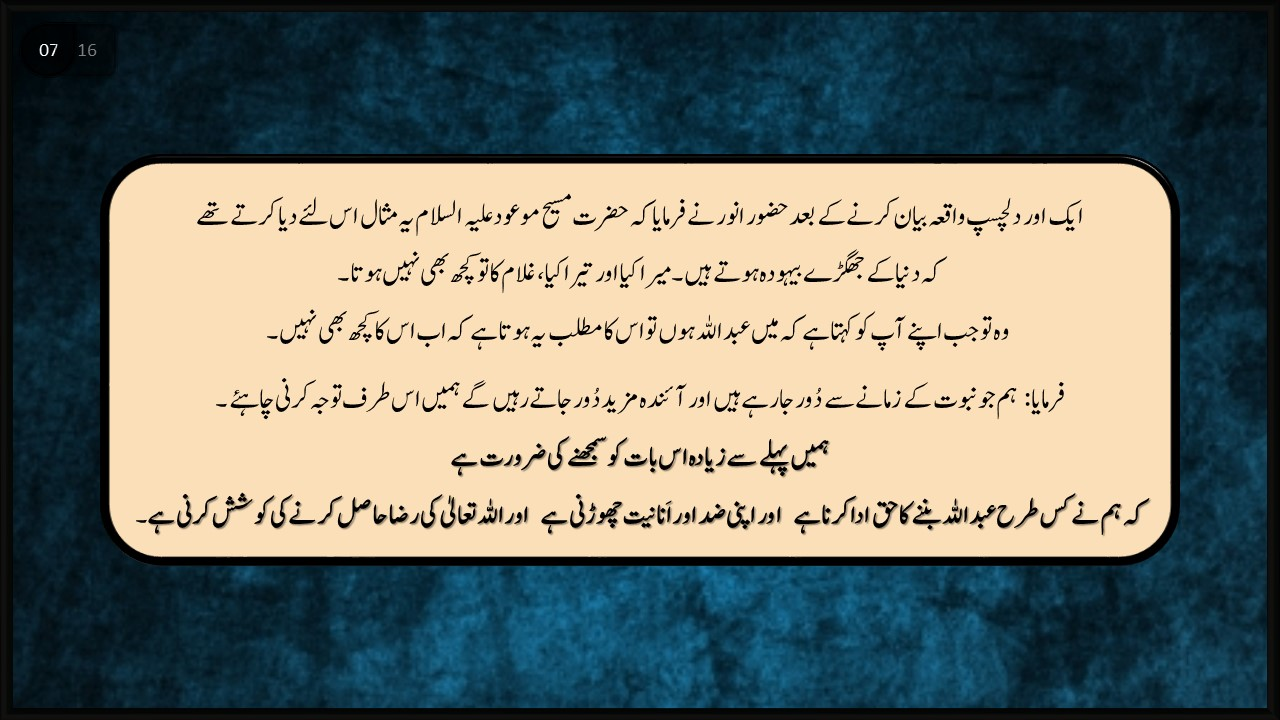 07 16
ایک اور دلچسپ واقعہ بیان کرنے کے بعد حضور انور نے فرمایا کہ حضرت مسیح موعود علیہ السلام یہ مثال اس لئے دیا کرتے تھے
کہ دنیا کے جھگڑے بیہودہ ہوتے ہیں۔ میرا کیا اور تیرا کیا، غلام کا تو کچھ بھی نہیں ہوتا۔
وہ تو جب اپنے آپ کو کہتا ہے کہ میں عبد اللہ ہوں تو اس کا مطلب یہ ہوتا ہے کہ اب اس کا کچھ بھی نہیں۔
فرمایا: ہم جو نبوت کے زمانے سے دُور جا رہے ہیں اور آئندہ مزید دُور جاتے رہیں گے ہمیں اس طرف توجہ کرنی چاہئے۔
ہمیں پہلے سے زیادہ اس بات کو سمجھنے کی ضرورت ہے
کہ ہم نے کس طرح عبد اللہ بننے کا حق ادا کرنا ہے اور اپنی ضد اور اَنانیت چھوڑنی ہے اور اللہ تعالیٰ کی رضا حاصل کرنے کی کوشش کرنی ہے۔